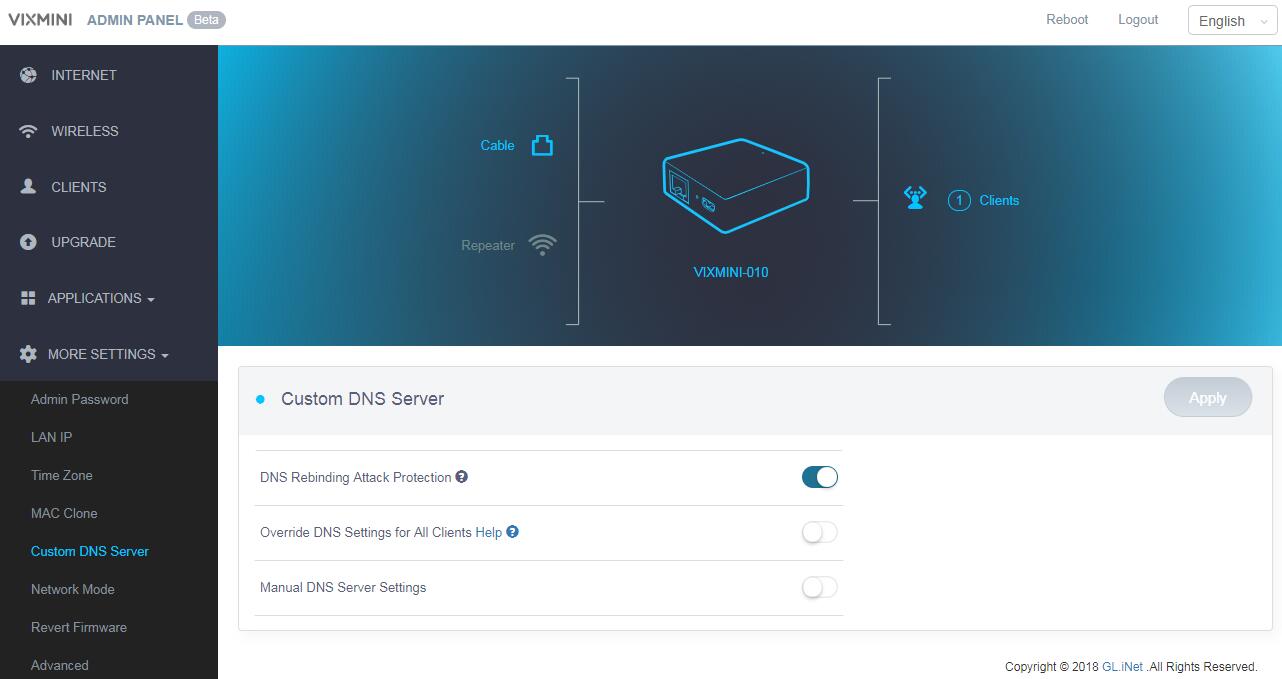 VIXMINI ADMIN PANEL Beta
Reboot Logout English
INTERNET
WIRELESS
CLIENTS
UPGRADE
APPLICATIONS
MORE SETTINGS
Admin Password
LAN IP
Time Zone
MAC Clone
Custom DNS Server
Network Mode
Revert Firmware
Advanced
Cable
Repeater
VIXMINI-010
1 Clients
Custom DNS Server Apply
DNS Rebinding Attack Protection ?
Override DNS Settings for All Clients Help ?
Manual DNS Server Settings
Copyright © 2018 GL.iNet .All Rights Reserved.